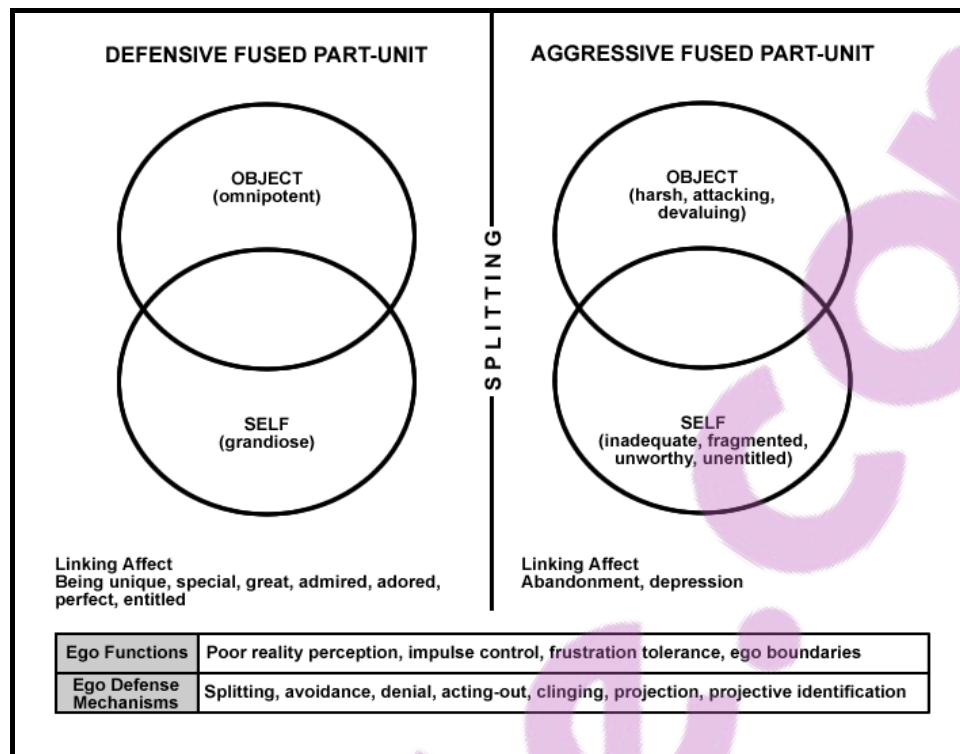 DEFENSIVE FUSED PART-UNIT
OBJECT
(omnipotent)
SELF
(grandiose)
Linking Affect
Being unique, special, great, admired, adored,
perfect, entitled
SPLITTING
AGGRESSIVE FUSED PART-UNIT
OBJECT
(harsh, attacking,
devaluing)
SELF
(inadequate, fragmented,
unworthy, unentitled)
Linking Affect
Abandonment, depression
Ego Functions
Poor reality perception, impulse control, frustration tolerance, ego boundaries
Ego Defense
Mechanisms
Splitting, avoidance, denial, acting-out, clinging, projection, projective identification